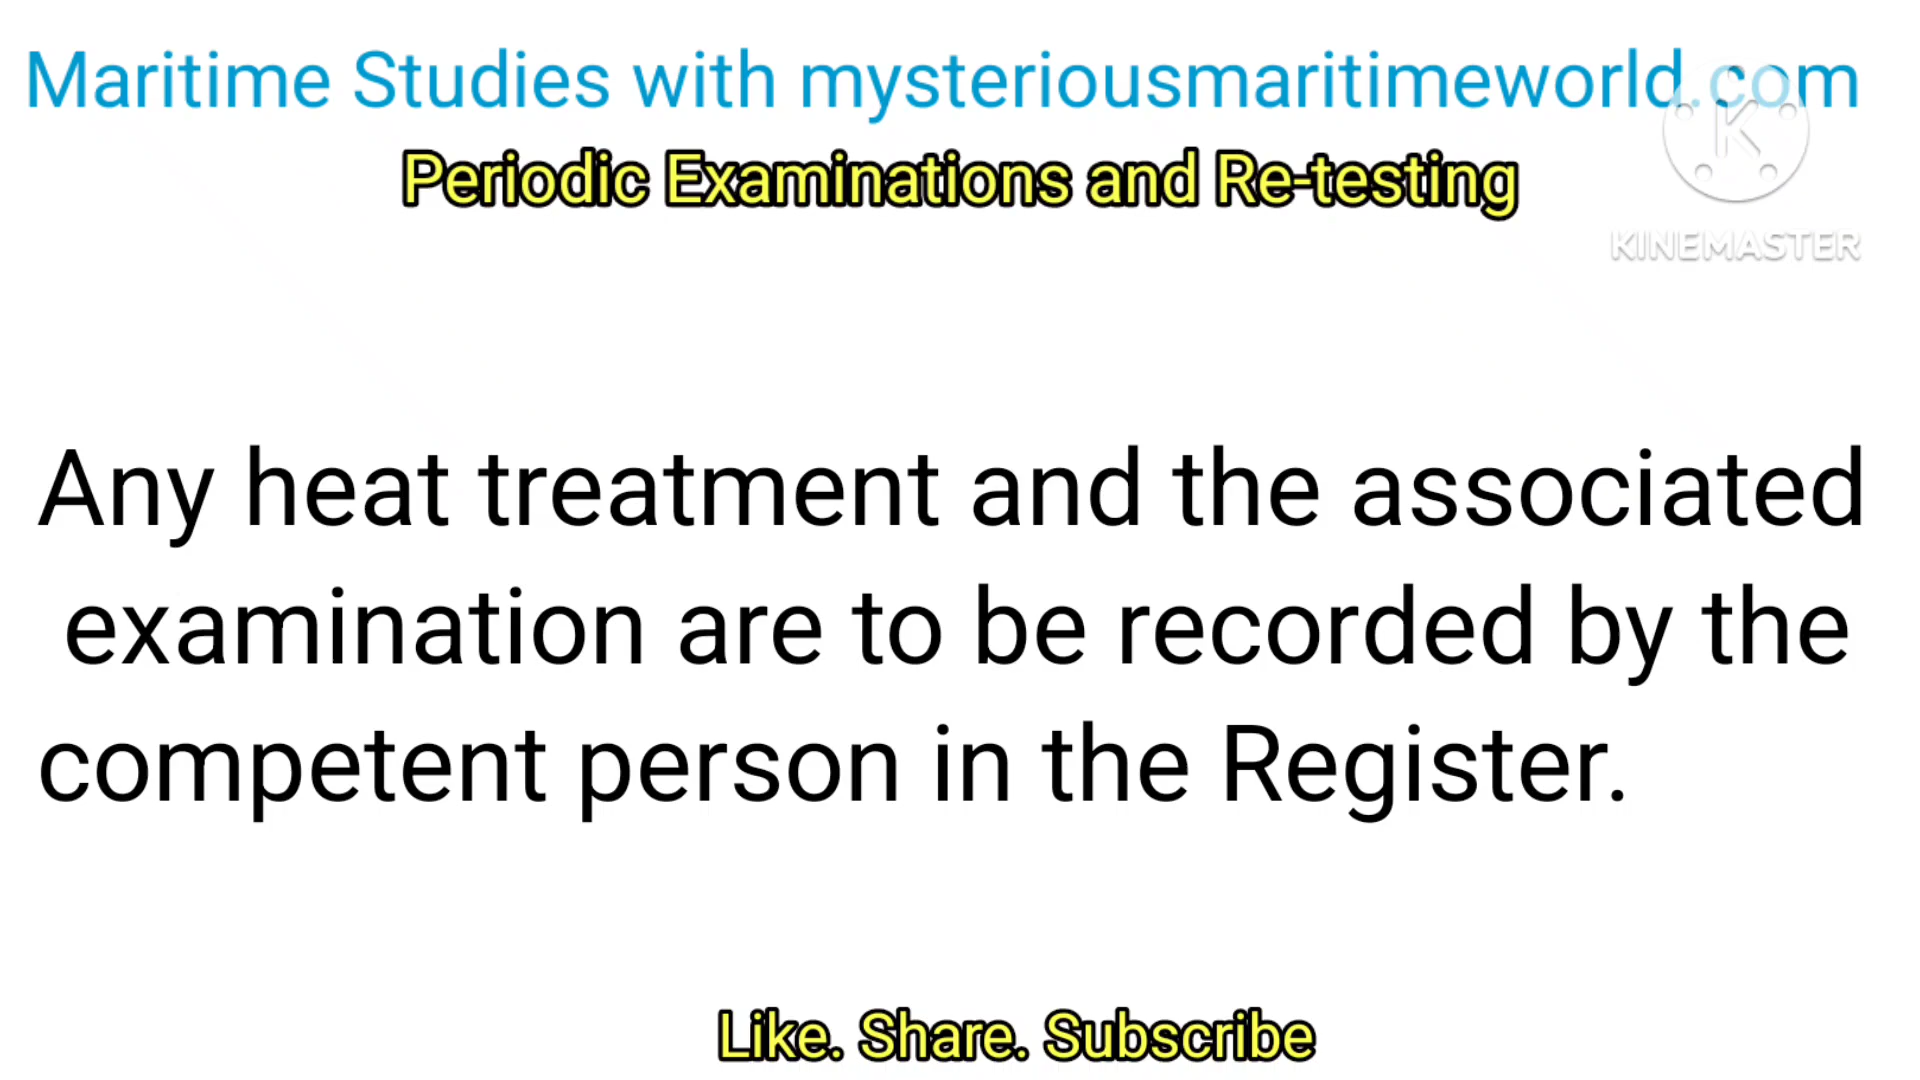 Maritime Studies with mysteriousmaritimeworld.com
Periodic Examinations and Re-testing
K
KINEMASTER
Any heat treatment and the associated
examination are to be recorded by the
competent person in the Register.
Like. Share. Subscribe